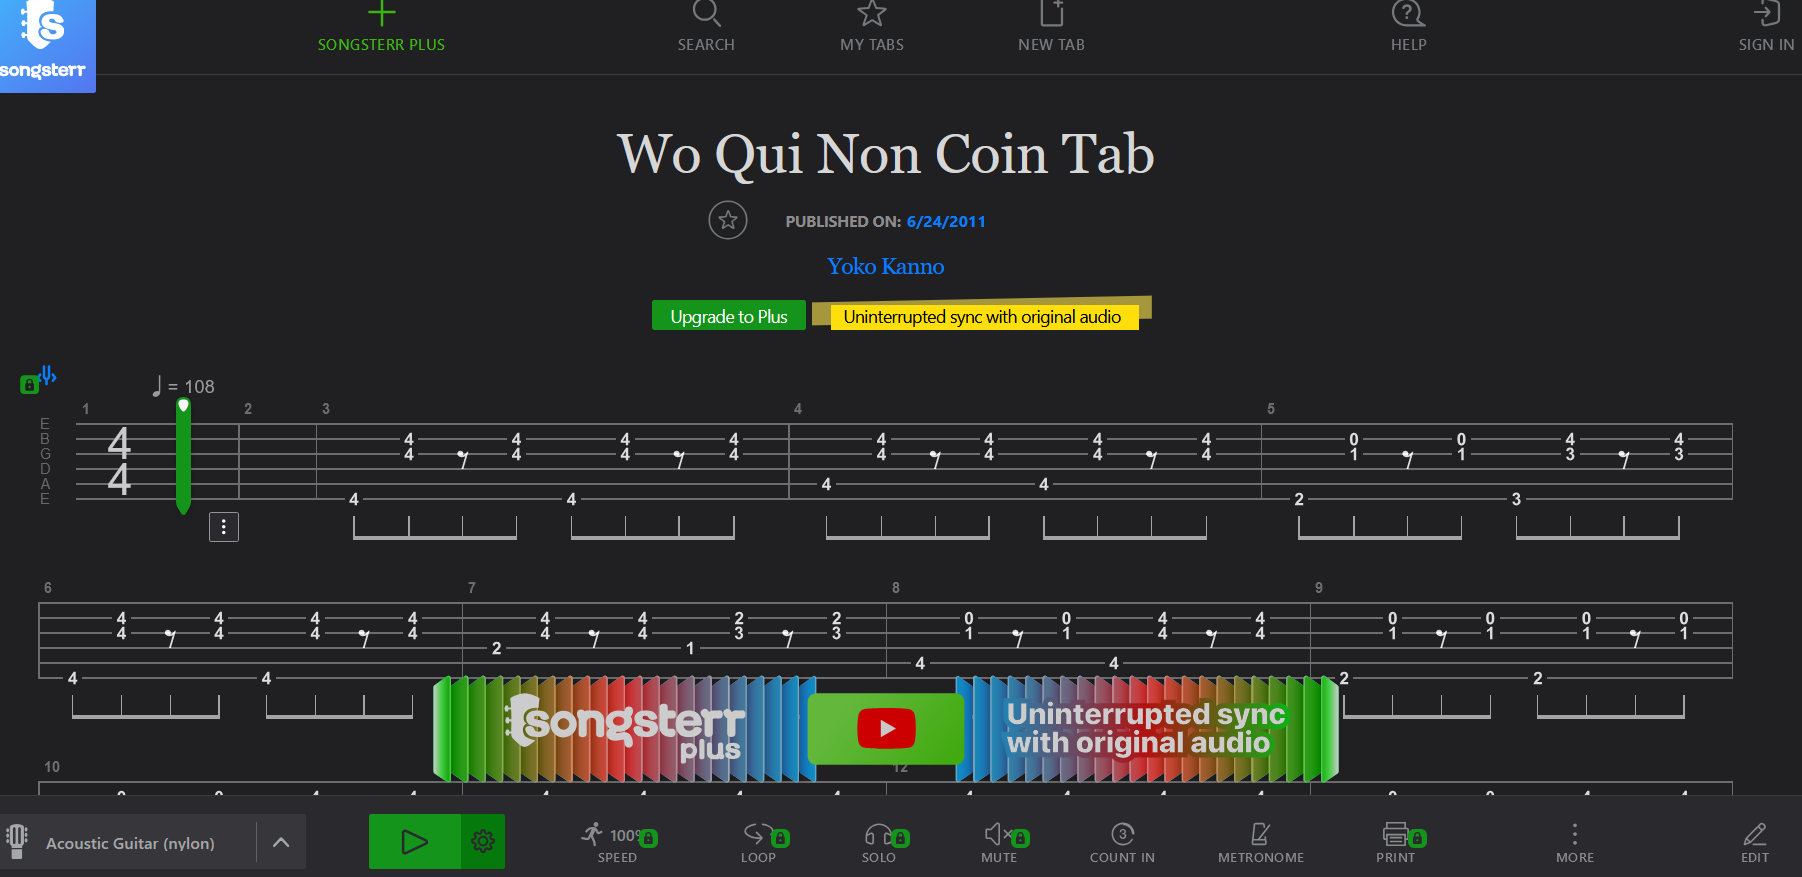 songsterr
SONGSTERR PLUS
SEARCH
MY TABS
NEW TAB
HELP
SIGN IN
Wo Qui Non Coin Tab
PUBLISHED ON: 6/24/2011
Yoko Kanno
Upgrade to Plus
Uninterrupted sync with original audio
= 108
1 2 3 4 5
E
B
G
D
A
E
4
4
4 4 4 4 4 4 4 4 0 0 4 4
4 4 4 4 4 4 4 4 1 1 3 3
4 4
4 4 2 3
6 7 8 9
4 4 4 4 4 4 2 2 0 0 4 4 0 0 0 0
4 4 4 4 4 4 3 3 1 1 4 4 1 1 1 1
2 1
4 4
4 4 2 2
songsterr
plus
Uninterrupted sync
with original audio
10 12
Acoustic Guitar (nylon)
100%
SPEED
LOOP
SOLO
MUTE
3
COUNT IN
METRONOME
PRINT
MORE
EDIT